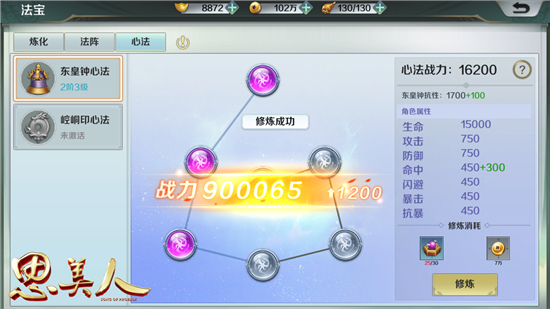 法宝
8872
102万
130/130
炼化
法阵
心法
东皇钟心法
2阶3级
崆峒印心法
未激活
修炼成功
战力 900065 1200
心法战力：16200
?
东皇钟抗性：1700+100
角色属性
生命 15000
攻击 750
防御 750
命中 450+300
闪避 450
暴击 450
抗暴 450
修炼消耗
25/30
7万
修炼
思美人